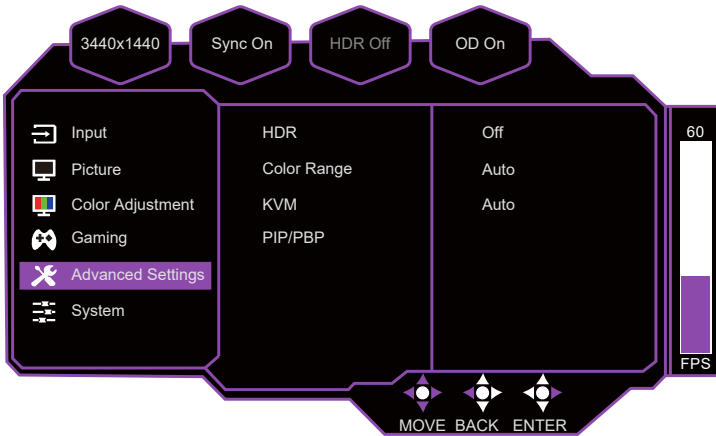 3440x1440
Sync On
HDR Off
OD On
Input
Picture
Color Adjustment
Gaming
Advanced Settings
System
HDR
Off
Color Range
Auto
KVM
Auto
PIP/PBP
60
FPS
MOVE
BACK
ENTER